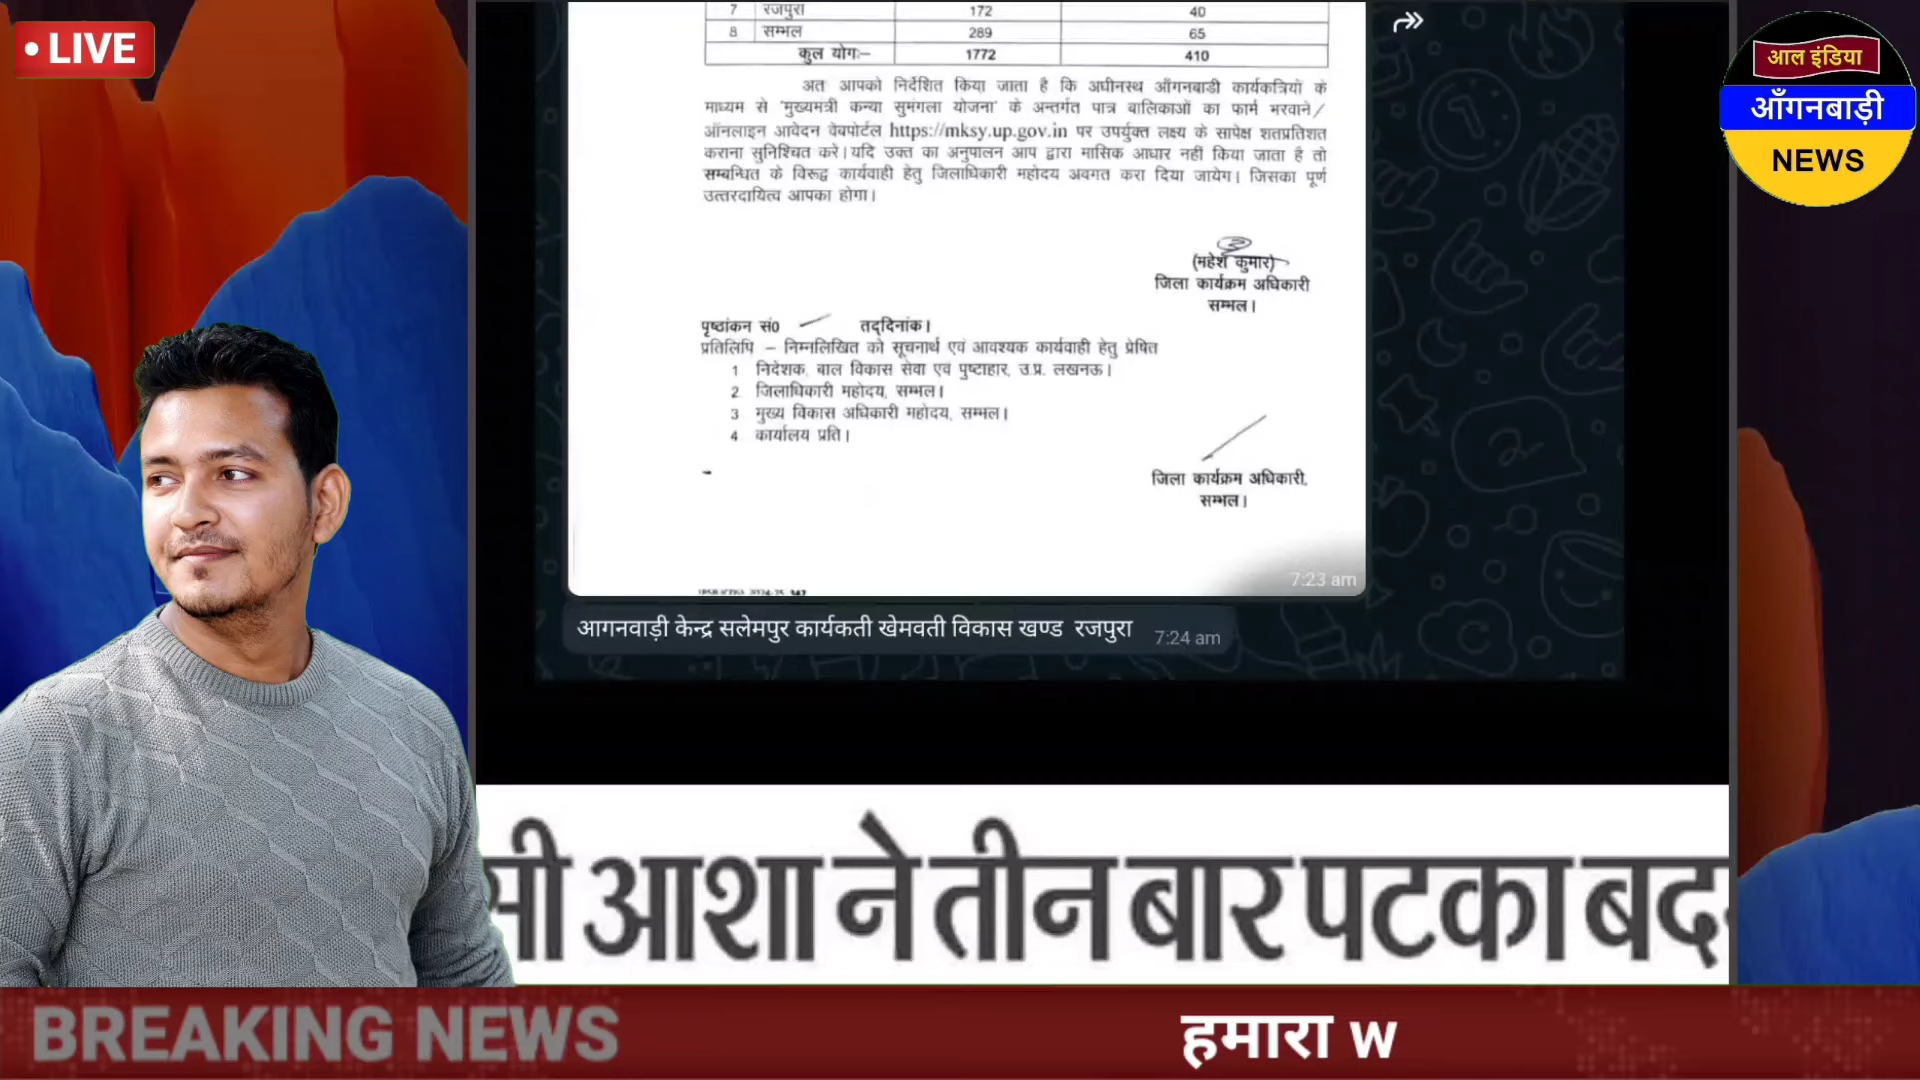 • LIVE
7 रजपुरा 172 40
8 सम्भल 289 65
कुल योग:– 1772 410
अत आपको निर्देशित किया जाता है कि अधीनस्थ आँगनबाडी कार्यकत्रियों के
माध्यम से 'मुख्यमंत्री कन्या सुमंगला योजना' के अन्तर्गत पात्र बालिकाओं का फार्म भरवाने/
ऑनलाइन आवेदन वेबपोर्टल https://mksy.up.gov.in पर उपर्युक्त लक्ष्य के सापेक्ष शतप्रतिशत
कराना सुनिश्चित करे। यदि उक्त का अनुपालन आप द्वारा मासिक आधार नहीं किया जाता है तो
सम्बन्धित के विरूद्व कार्यवाही हेतु जिलाधिकारी महोदय अवगत करा दिया जायेग। जिसका पूर्ण
उत्तरदायित्व आपका होगा।
(महेश कुमार)
जिला कार्यक्रम अधिकारी
सम्भल।
पृष्ठांकन सं0 तद्दिनांक।
प्रतिलिपि – निम्नलिखित को सूचनार्थ एवं आवश्यक कार्यवाही हेतु प्रेषित
1 निदेशक, बाल विकास सेवा एवं पुष्टाहार, उ.प्र. लखनऊ।
2 जिलाधिकारी महोदय, सम्भल।
3 मुख्य विकास अधिकारी महोदय, सम्भल।
4 कार्यालय प्रति।
जिला कार्यक्रम अधिकारी,
सम्भल।
7:23 am
आगनवाड़ी केन्द्र सलेमपुर कार्यकती खेमवती विकास खण्ड रजपुरा 7:24 am
आल इंडिया
आँगनबाड़ी
NEWS
सी आशा ने तीन बार पटका बद
BREAKING NEWS
हमारा w